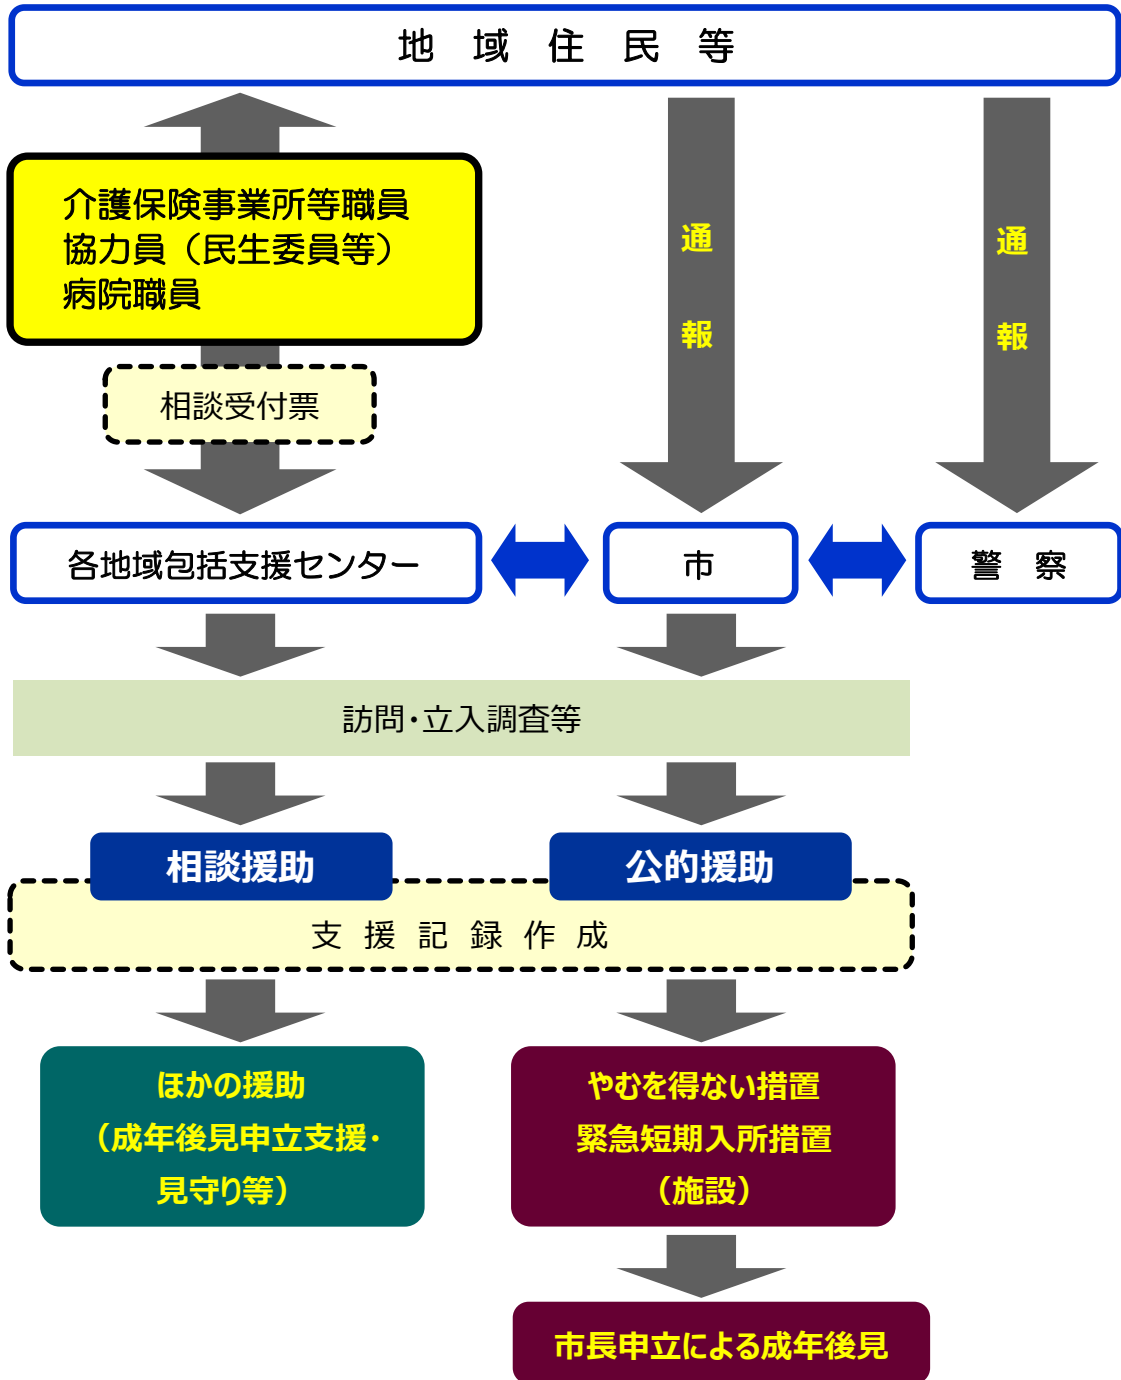 地 域 住 民 等
介護保険事業所等職員
協力員（民生委員等）
病院職員
通報
通報
相談受付票
各地域包括支援センター
市
警 察
訪問・立入調査等
相談援助
公的援助
支 援 記 録 作 成
ほかの援助
（成年後見申立支援・
見守り等）
やむを得ない措置
緊急短期入所措置
（施設）
市長申立による成年後見